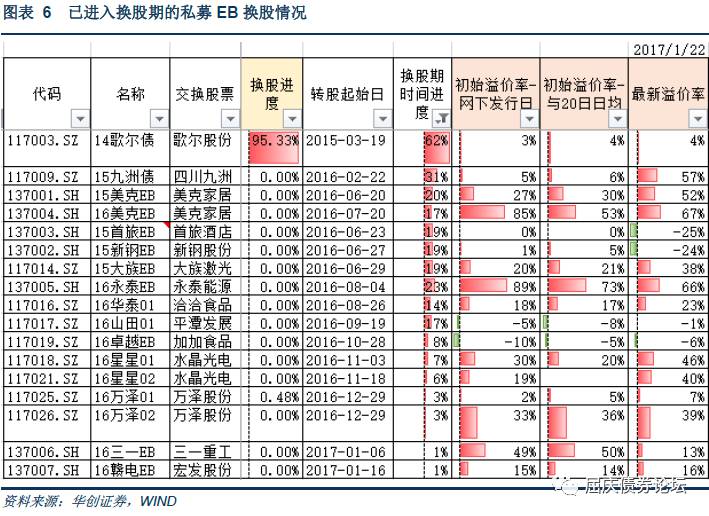 图表 6 已进入换股期的私募 EB 换股情况
2017/1/22
代码 名称 交换股票 换股进度 转股起始日 换股期时间进度 初始溢价率-网下发行日 初始溢价率-与20日日均 最新溢价率
117003.SZ 14歌尔债 歌尔股份 95.33% 2015-03-19 62% 3% 4% 4%
117009.SZ 15九洲债 四川九洲 0.00% 2016-02-22 31% 5% 6% 57%
137001.SH 15美克EB 美克家居 0.00% 2016-06-20 20% 27% 30% 52%
137004.SH 16美克EB 美克家居 0.00% 2016-07-20 17% 85% 53% 67%
137003.SH 15首旅EB 首旅酒店 0.00% 2016-06-23 19% 0% 0% -25%
137002.SH 15新钢EB 新钢股份 0.00% 2016-06-27 19% 1% 5% -24%
117014.SZ 15大族EB 大族激光 0.00% 2016-06-29 19% 20% 21% 38%
137005.SH 16永泰EB 永泰能源 0.00% 2016-08-04 23% 89% 73% 66%
117016.SZ 16华泰01 洽洽食品 0.00% 2016-08-26 14% 18% 17% 23%
117017.SZ 16山田01 平潭发展 0.00% 2016-09-19 17% -5% -8% -1%
117019.SZ 16卓越EB 加加食品 0.00% 2016-10-28 8% -10% -5% -6%
117018.SZ 16星星01 水晶光电 0.00% 2016-11-03 7% 30% 20% 46%
117021.SZ 16星星02 水晶光电 0.00% 2016-11-18 6% 19% 40%
117025.SZ 16万泽01 万泽股份 0.48% 2016-12-29 3% 2% 5% 7%
117026.SZ 16万泽02 万泽股份 0.00% 2016-12-29 3% 33% 36% 39%
137006.SH 16三一EB 三一重工 0.00% 2017-01-06 1% 49% 50% 13%
137007.SH 16赣电EB 宏发股份 0.00% 2017-01-16 1% 15% 14% 16%
屈庆债券论坛
资料来源：华创证券，WIND